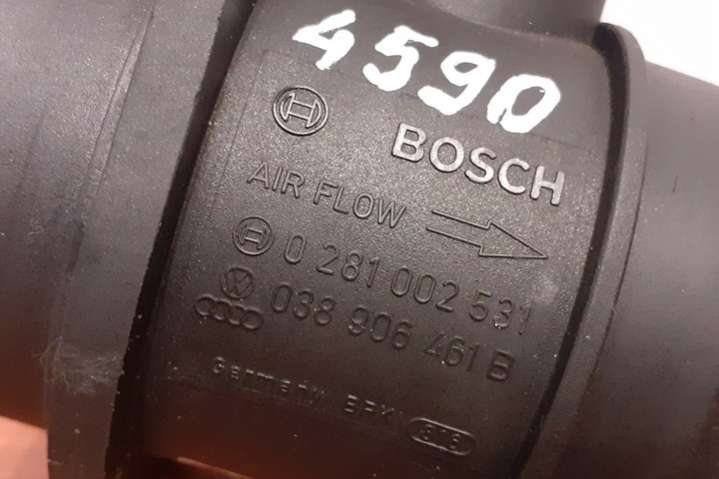 4590
BOSCH
AIR FLOW
0 281 002 531
038 906 461 B
Germany